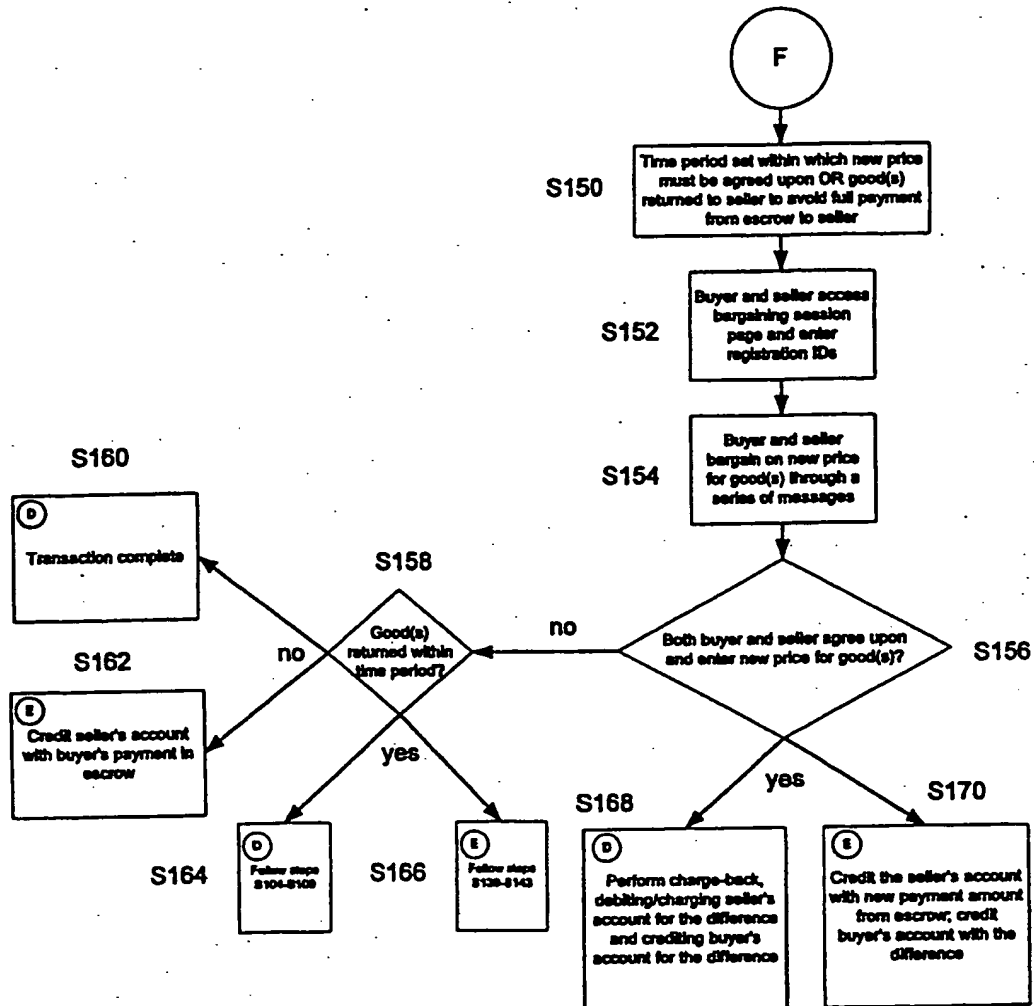 F
S150
Time period set within which new price
must be agreed upon OR good(s)
returned to seller to avoid full payment
from escrow to seller
S152
Buyer and seller access
bargaining session
page and enter
registration IDs
S154
Buyer and seller
bargain on new price
for good(s) through a
series of messages
S156
Both buyer and seller agree upon
and enter new price for good(s)?
no
yes
S158
Good(s)
returned within
time period?
no
yes
S160
D
Transaction complete
S162
E
Credit seller's account
with buyer's payment in
escrow
S164
D
Follow steps
S166
E
Follow steps
S168
D
Perform charge-back,
debiting/charging seller's
account for the difference
and crediting buyer's
account for the difference
S170
E
Credit the seller's account
with new payment amount
from escrow; credit
buyer's account with the
difference